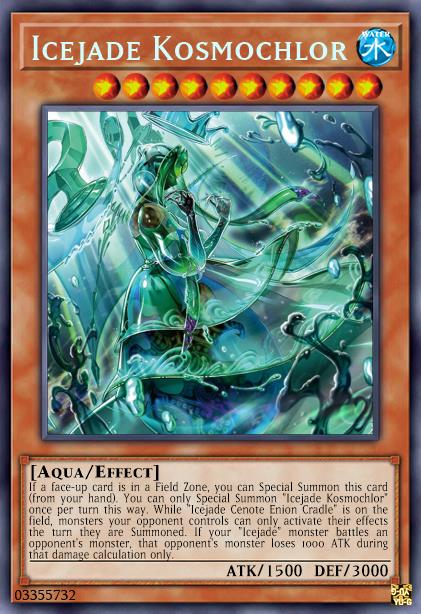 Icejade Kosmochlor
WATER
水
[Aqua/Effect]
If a face-up card is in a Field Zone, you can Special Summon this card
(from your hand). You can only Special Summon "Icejade Kosmochlor"
once per turn this way. While "Icejade Cenote Enion Cradle" is on the
field, monsters your opponent controls can only activate their effects
the turn they are Summoned. If your "Icejade" monster battles an
opponent's monster, that opponent's monster loses 1000 ATK during
that damage calculation only.
ATK/1500 DEF/3000
03355732